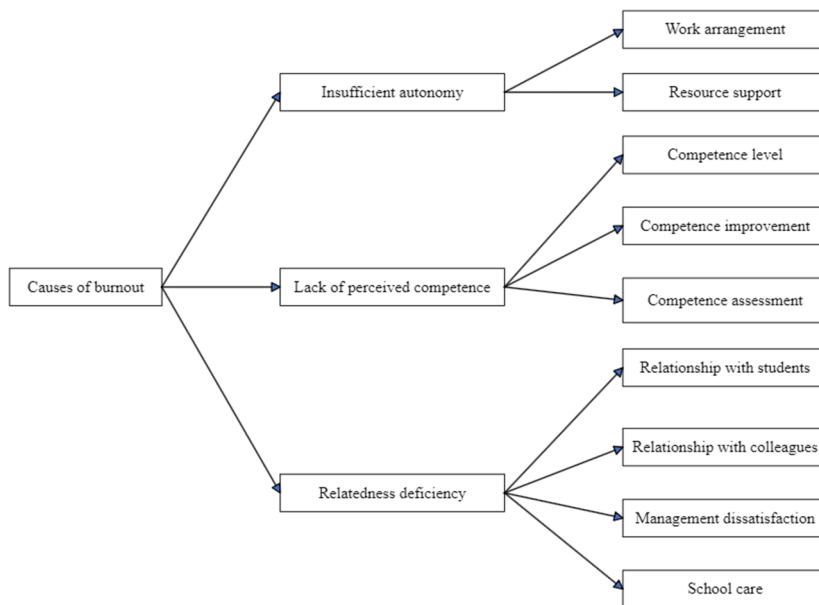 Causes of burnout
Insufficient autonomy
Work arrangement
Resource support
Lack of perceived competence
Competence level
Competence improvement
Competence assessment
Relatedness deficiency
Relationship with students
Relationship with colleagues
Management dissatisfaction
School care